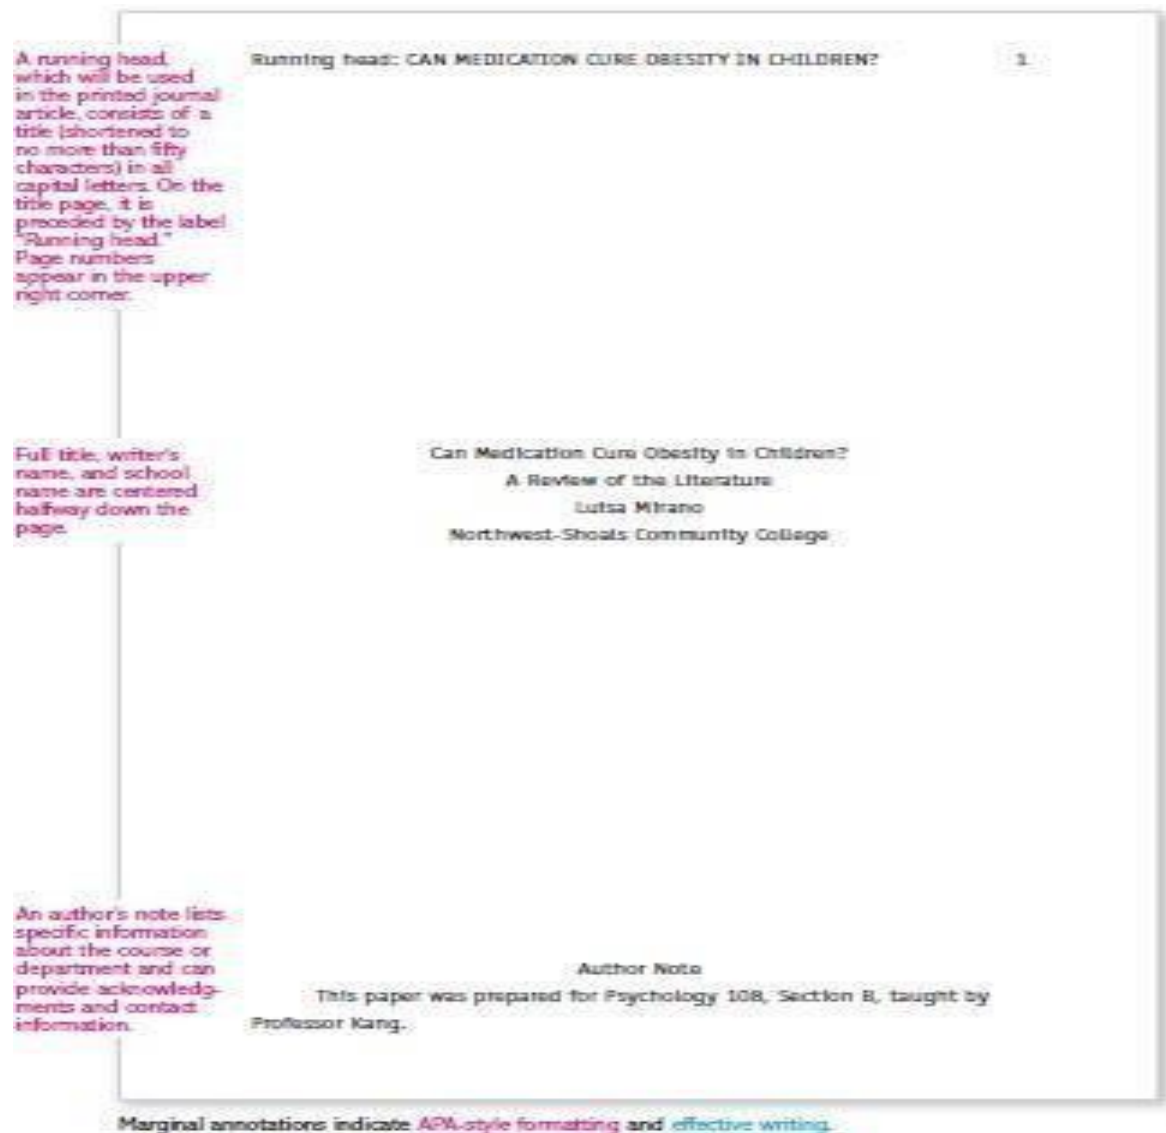 Running head: CAN MEDICATION CURE OBESITY IN CHILDREN? 1
A running head,
which will be used
in the printed journal
article, consists of a
title (shortened to
no more than fifty
characters) in all
capital letters. On the
title page, it is
preceded by the label
"Running head."
Page numbers
appear in the upper
right corner.
Full title, writer's
name, and school
name are centered
halfway down the
page.
Can Medication Cure Obesity in Children?
A Review of the Literature
Luisa Mirano
Northwest-Shoals Community College
An author's note lists
specific information
about the course or
department and can
provide acknowledg-
ments and contact
information.
Author Note
This paper was prepared for Psychology 108, Section B, taught by
Professor Kang.
Marginal annotations indicate APA-style formatting and effective writing.